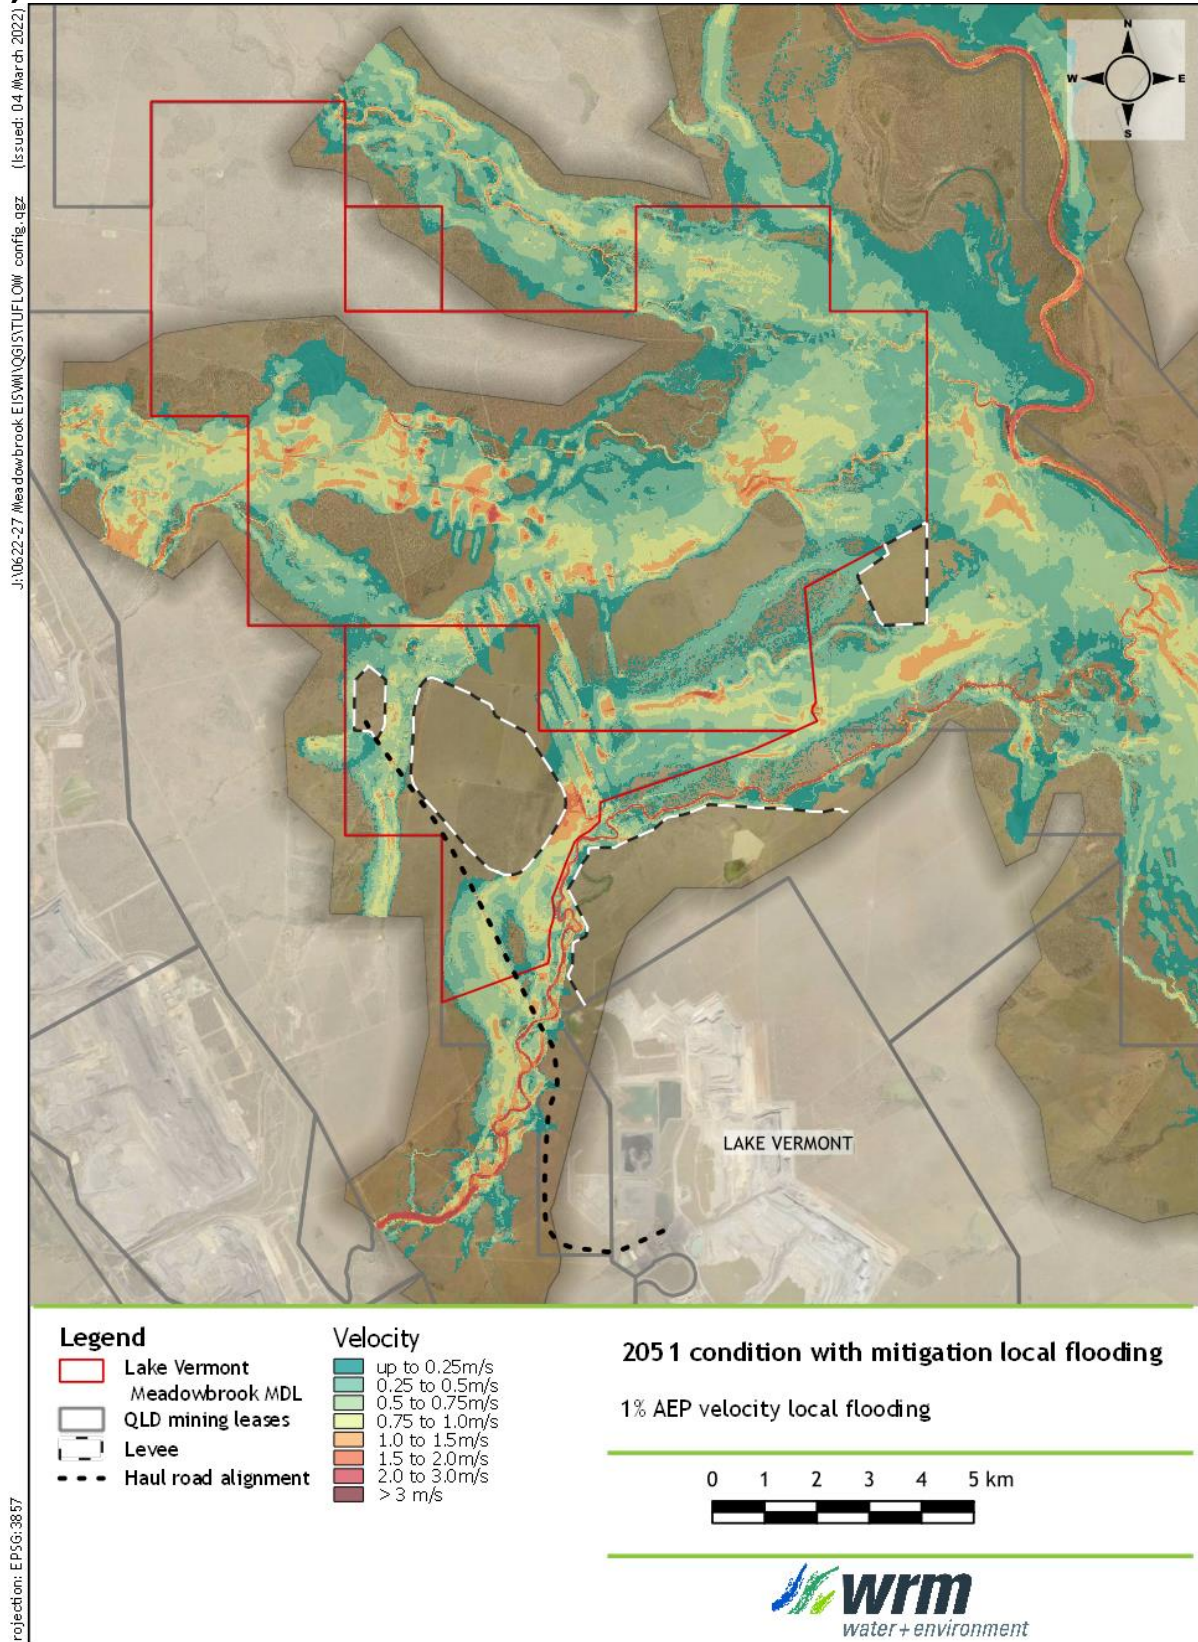 J:\0622-27 Meadowbrook EISWI\QGIS\TUFLOW config.qgz (Issued: 04 March 2022)
rojection: EPSG:3857
N
W
E
S
LAKE VERMONT
Legend
Lake Vermont
Meadowbrook MDL
QLD mining leases
Levee
Haul road alignment
Velocity
up to 0.25m/s
0.25 to 0.5m/s
0.5 to 0.75m/s
0.75 to 1.0m/s
1.0 to 1.5m/s
1.5 to 2.0m/s
2.0 to 3.0m/s
> 3 m/s
2051 condition with mitigation local flooding
1% AEP velocity local flooding
0 1 2 3 4 5 km
wrm
water+environment